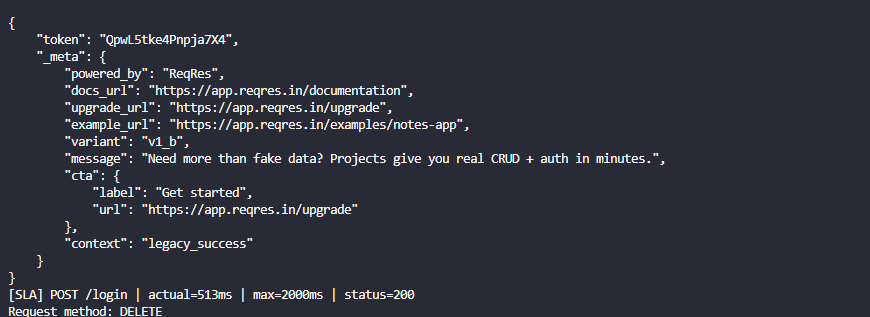 {
    "token": "QpwL5tke4Pnpja7X4",
    "_meta": {
        "powered_by": "ReqRes",
        "docs_url": "https://app.reqres.in/documentation",
        "upgrade_url": "https://app.reqres.in/upgrade",
        "example_url": "https://app.reqres.in/examples/notes-app",
        "variant": "v1_b",
        "message": "Need more than fake data? Projects give you real CRUD + auth in minutes.",
        "cta": {
            "label": "Get started",
            "url": "https://app.reqres.in/upgrade"
        },
        "context": "legacy_success"
    }
}
[SLA] POST /login | actual=513ms | max=2000ms | status=200
Request method: DELETE